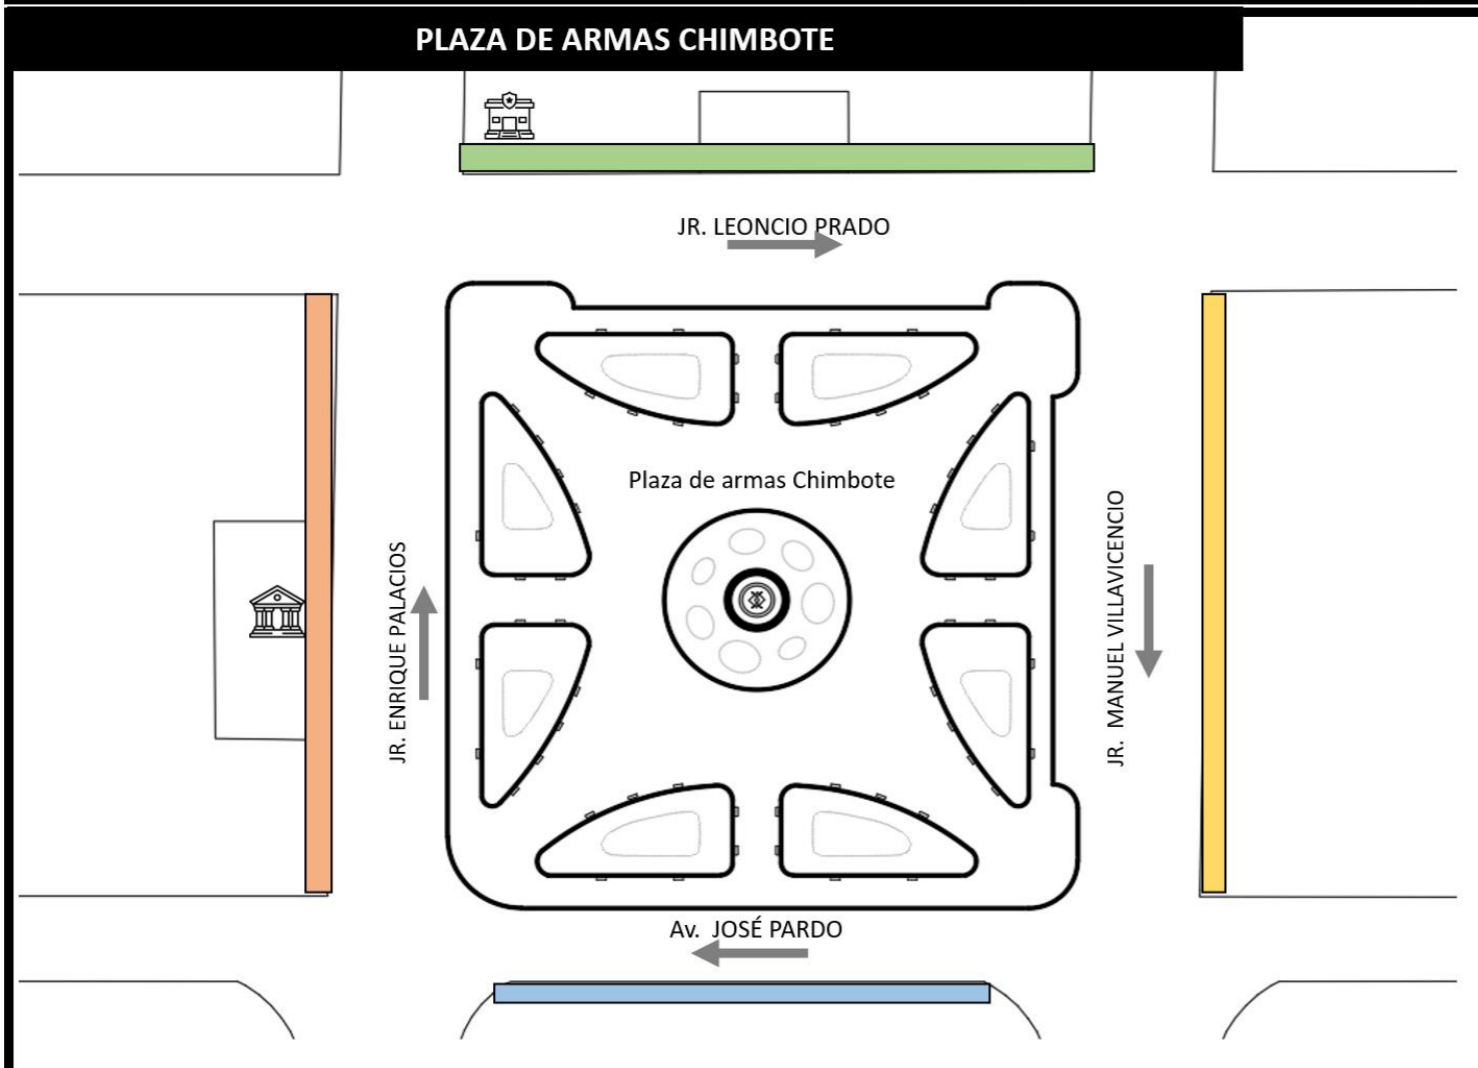 PLAZA DE ARMAS CHIMBOTE
JR. LEONCIO PRADO
Plaza de armas Chimbote
JR. ENRIQUE PALACIOS
JR. MANUEL VILLAVICENCIO
Av. JOSÉ PARDO